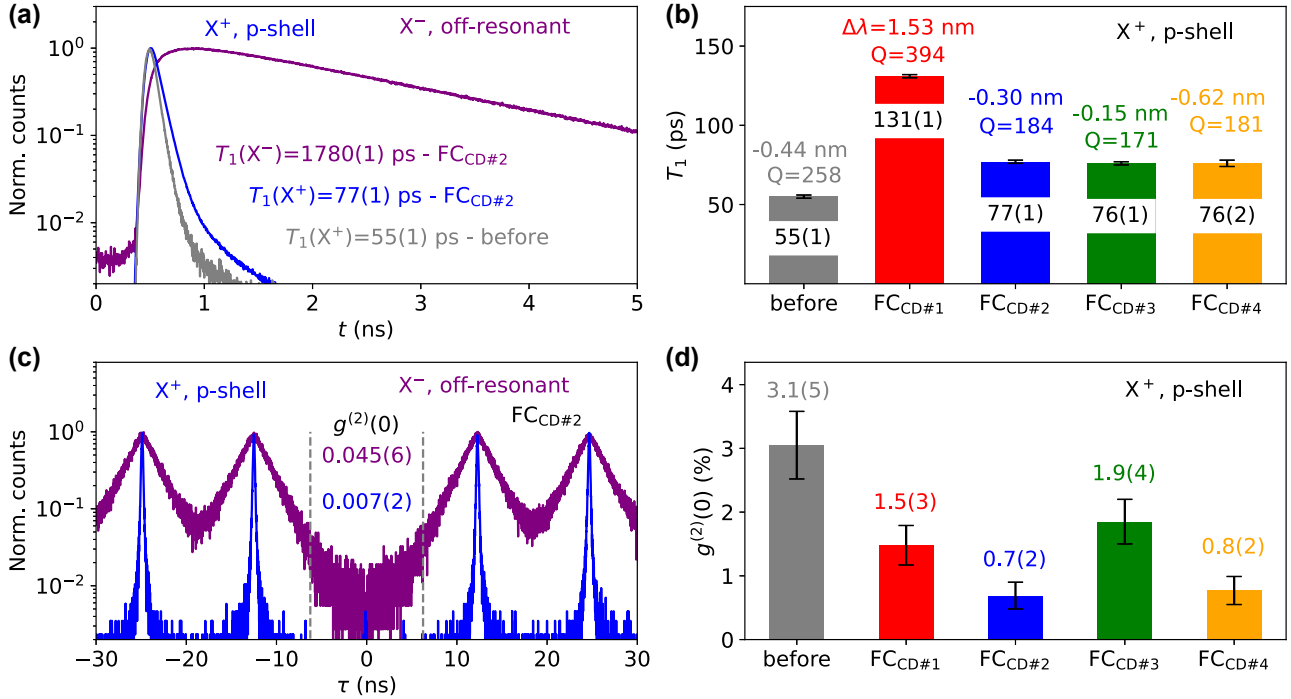 (a)
X⁺, p-shell
X⁻, off-resonant
Norm. counts
10⁰
10⁻¹
10⁻²
T₁(X⁻)=1780(1) ps - FC_CD#2
T₁(X⁺)=77(1) ps - FC_CD#2
T₁(X⁺)=55(1) ps - before
0 1 2 3 4 5
t (ns)
(b)
X⁺, p-shell
T₁ (ps)
150
100
50
-0.44 nm
Q=258
55(1)
Δλ=1.53 nm
Q=394
131(1)
-0.30 nm
Q=184
77(1)
-0.15 nm
Q=171
76(1)
-0.62 nm
Q=181
76(2)
before FC_CD#1 FC_CD#2 FC_CD#3 FC_CD#4
(c)
X⁺, p-shell
X⁻, off-resonant
FC_CD#2
g⁽²⁾(0)
0.045(6)
0.007(2)
Norm. counts
10⁰
10⁻¹
10⁻²
−30 −20 −10 0 10 20 30
τ (ns)
(d)
X⁺, p-shell
g⁽²⁾(0) (%)
4
3
2
1
0
3.1(5)
1.5(3)
0.7(2)
1.9(4)
0.8(2)
before FC_CD#1 FC_CD#2 FC_CD#3 FC_CD#4